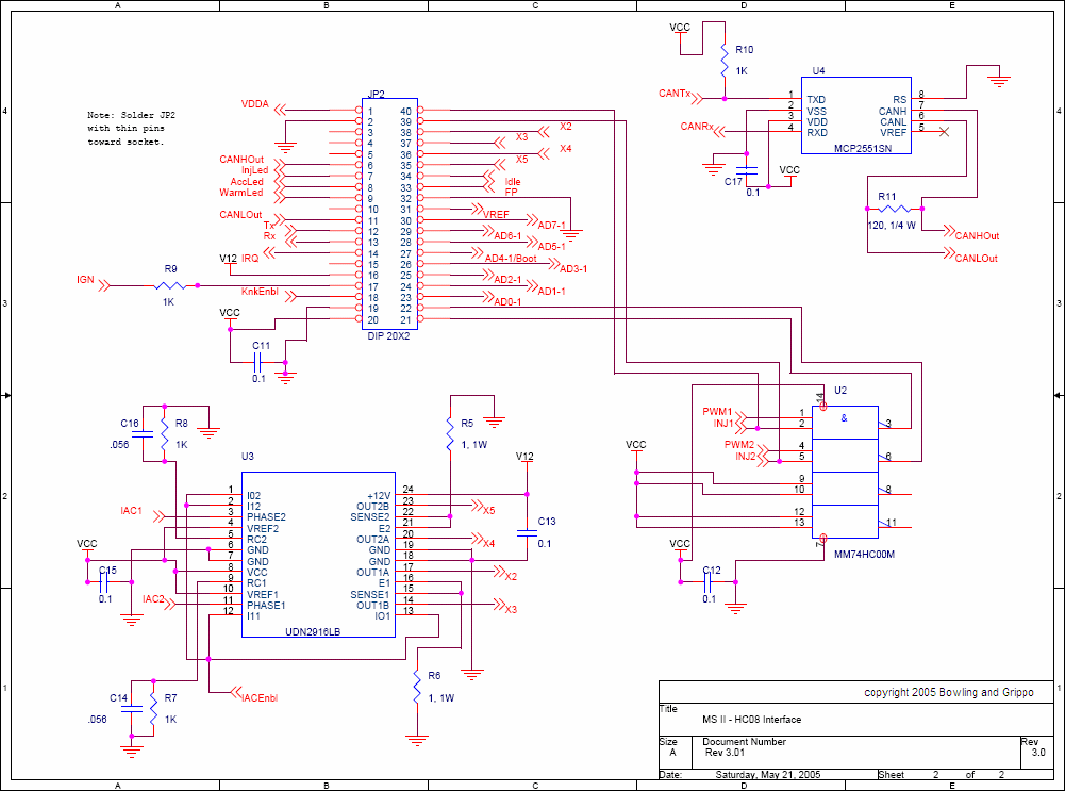 A B C D E
4
3
2
1
Note: Solder JP2
with thin pins
toward socket.
JP2
VDDA
CANHOut
InjLed
AccLed
WarmLed
CANLOut
Tx
Rx
IRQ
V12
IGN
R9
1K
KnkEnbl
VCC
C11
0.1
1 40
2 39
3 38
4 37
5 36
6 35
7 34
8 33
9 32
10 31
11 30
12 29
13 28
14 27
15 26
16 25
17 24
18 23
19 22
20 21
DIP 20X2
X2
X3
X4
X5
Idle
FP
VREF
AD7-1
AD6-1
AD6-1
AD4-1/Boot
AD3-1
AD2-1
AD1-1
AD0-1
VCC
R10
1K
CANTx
CANRx
U4
1 TXD RS 8
2 VSS CANH 7
3 VDD CANL 6
4 RXD VREF 5
MCP2551SN
C17
0.1
VCC
R11
120, 1/4 W
CANHOut
CANLOut
C16
.056
R8
1K
IAC1
VCC
C15
0.1
IAC2
C14
.056
R7
1K
IACEnbl
U3
1 I02 +12V 24
2 I12 OUT2B 23
3 PHASE2 SENSE2 22
4 VREF2 E2 21
5 RC2 OUT2A 20
6 GND GND 19
7 GND GND 18
8 VCC OUT1A 17
9 RC1 E1 16
10 VREF1 SENSE1 15
11 PHASE1 OUT1B 14
12 I11 IO1 13
UDN2916LB
R5
1, 1W
V12
C13
0.1
X5
X4
X2
X3
R6
1, 1W
U2
14
&
PWM1 1
INJ1 2
3
PWM2 4
INJ2 5
6
VCC
9
10
8
12
13
11
7
MM74HC00M
VCC
C12
0.1
copyright 2005 Bowling and Grippo
Title
MS II - HC08 Interface
Size Document Number Rev
A Rev 3.01 3.0
Date: Saturday, May 21, 2005 Sheet 2 of 2
4
3
2
1
A B C D E